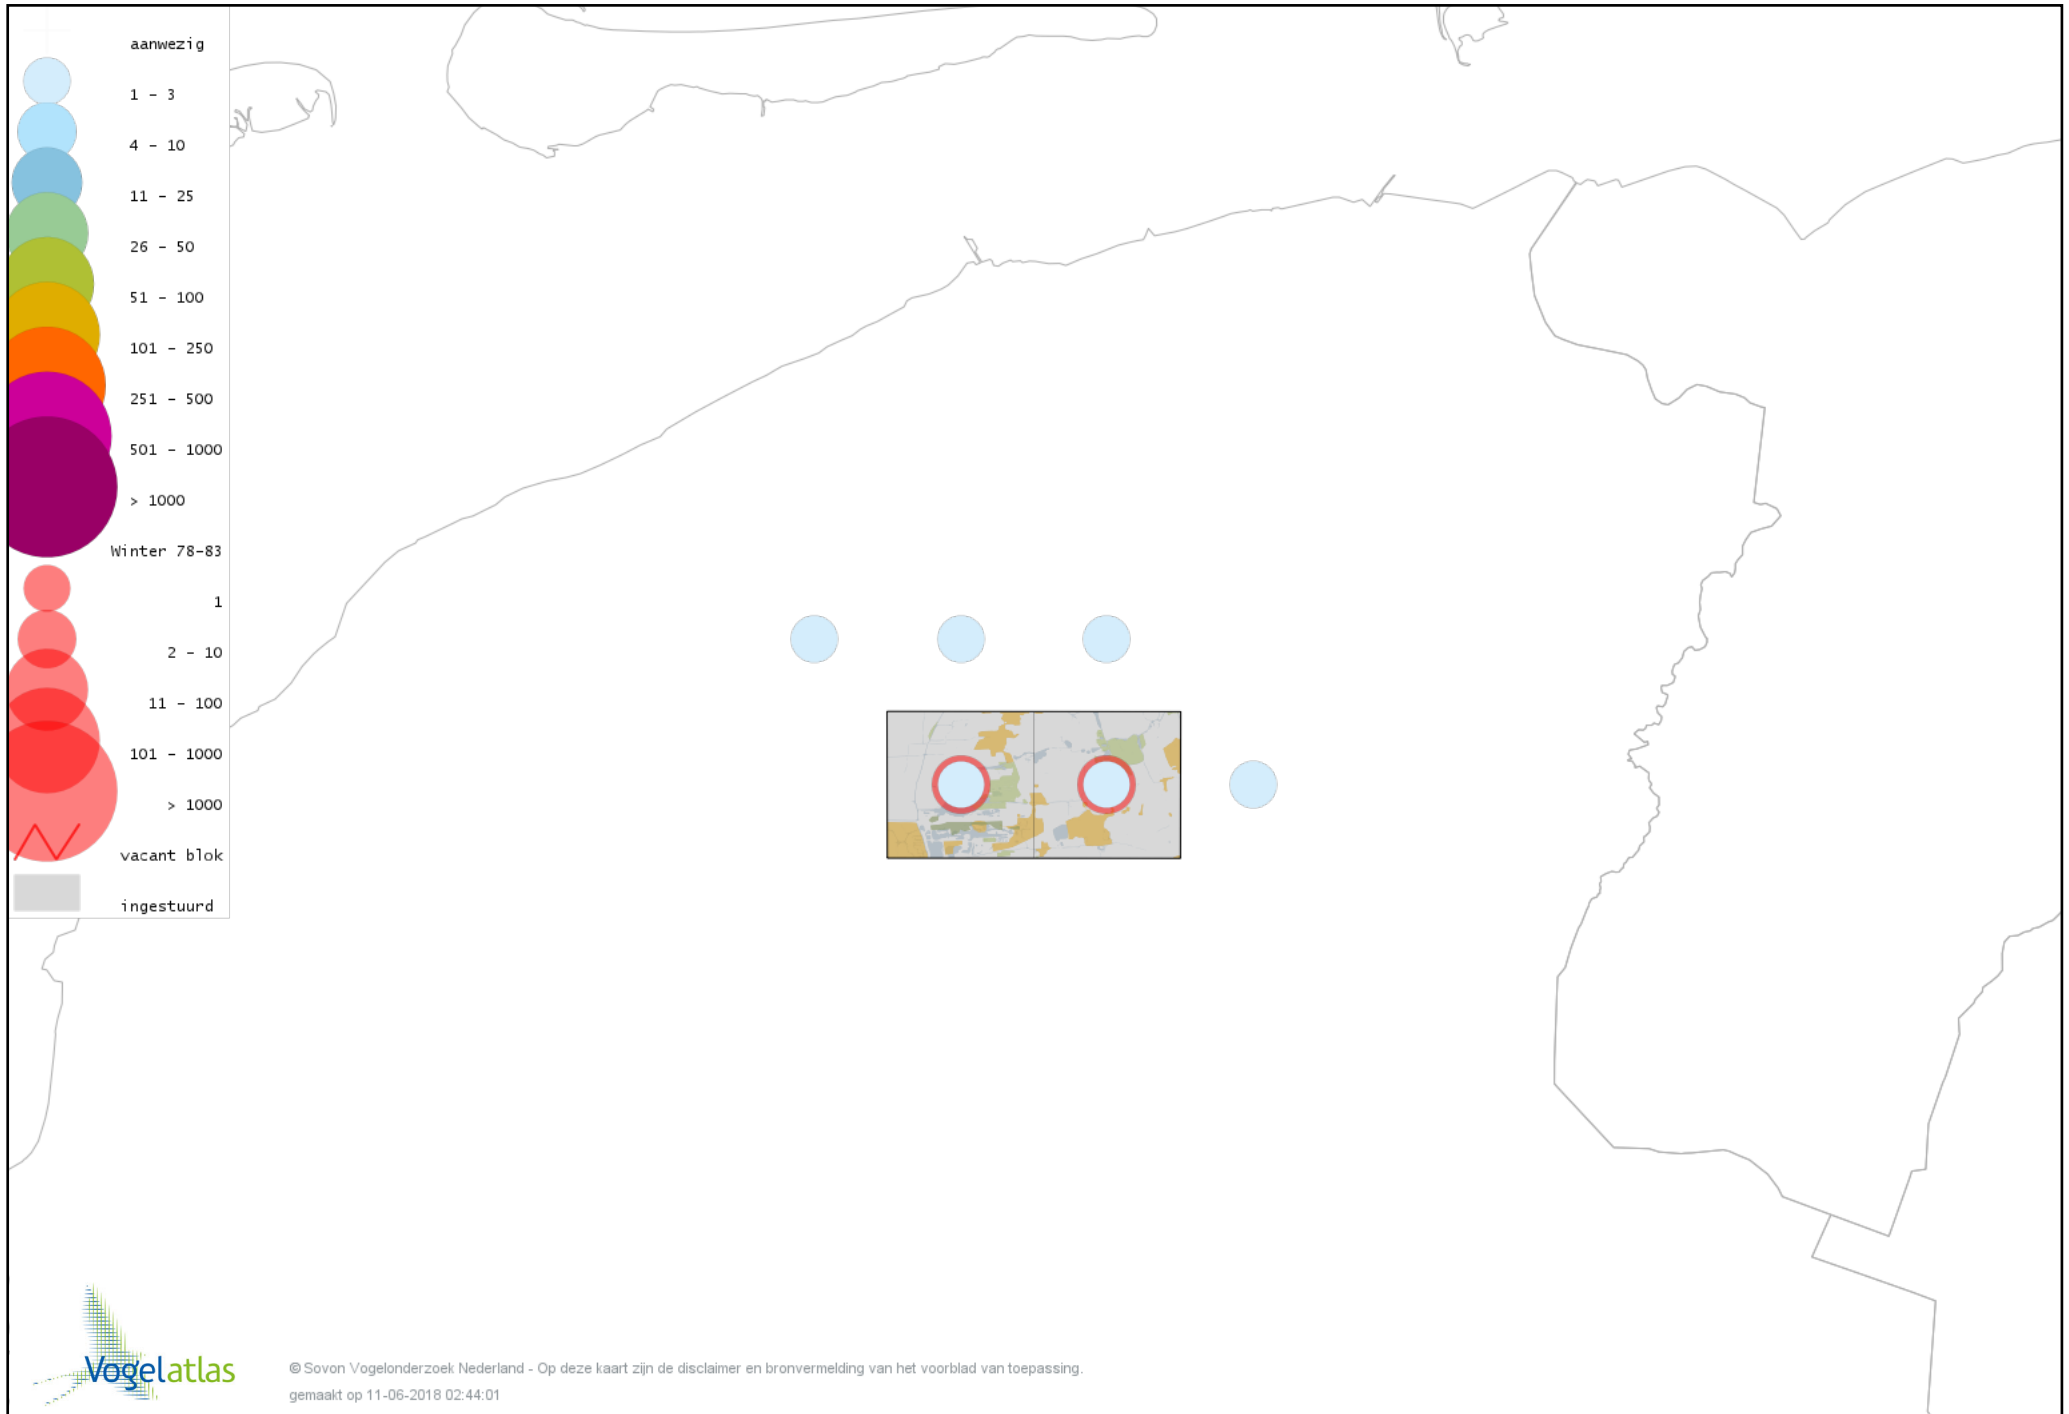 aanwezig
1 - 3
4 - 10
11 - 25
26 - 50
51 - 100
101 - 250
251 - 500
501 - 1000
> 1000
Winter 78-83
1
2 - 10
11 - 100
101 - 1000
> 1000
vacant blok
ingestuurd
Vogelatlas
© Sovon Vogelonderzoek Nederland - Op deze kaart zijn de disclaimer en bronvermelding van het voorblad van toepassing.
gemaakt op 11-06-2018 02:44:01